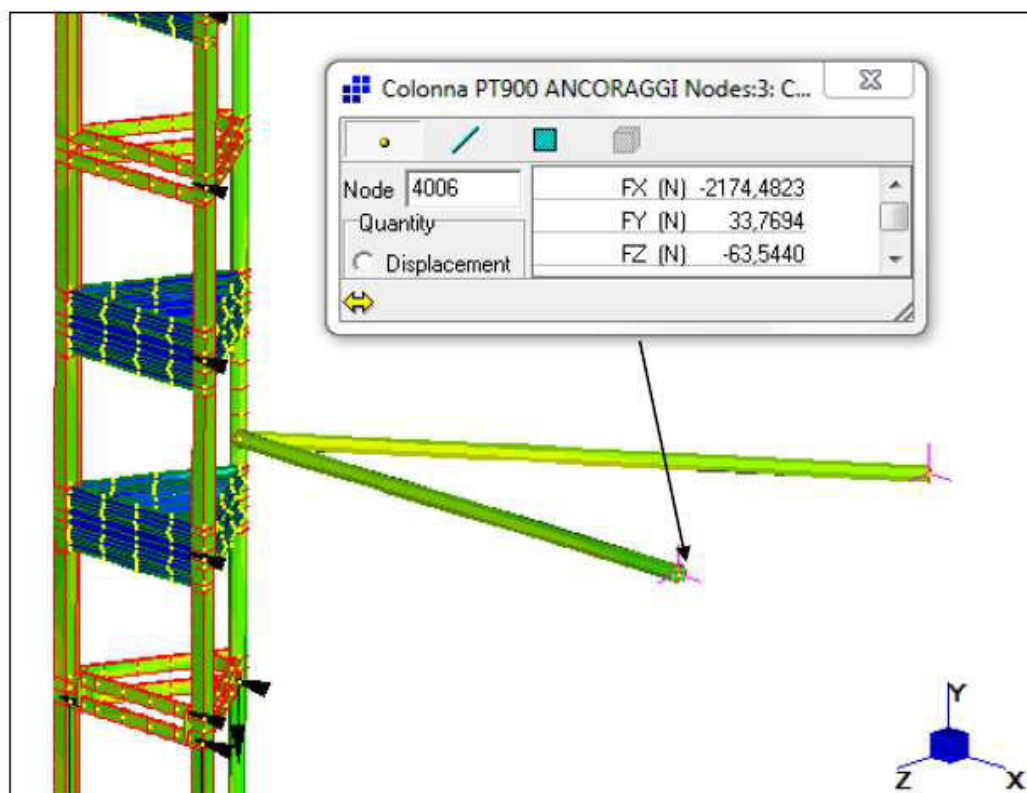 Colonna PT900 ANCORAGGI Nodes:3: C...
Node 4006
Quantity
Displacement
FX (N) -2174,4823
FY (N) 33,7694
FZ (N) -63,5440
Y
Z
X